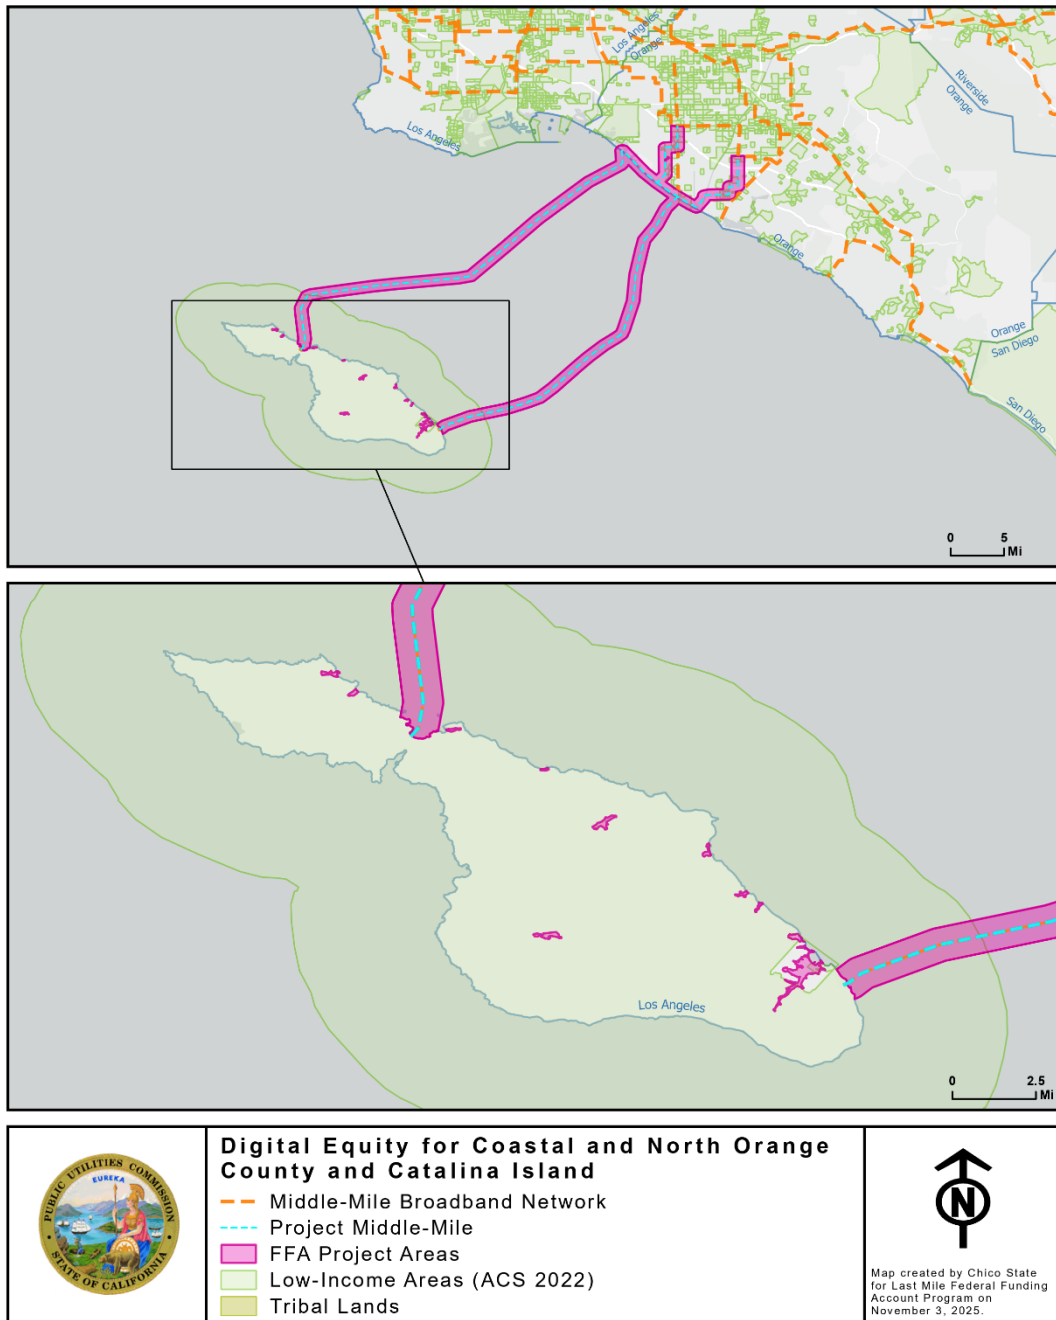 Los Angeles
Orange
Riverside
Orange
Los Angeles
Orange
Orange
San Diego
San Diego
0 5
Mi
Los Angeles
0 2.5
Mi
PUBLIC UTILITIES COMMISSION
EUREKA
STATE OF CALIFORNIA
Digital Equity for Coastal and North Orange
County and Catalina Island
Middle-Mile Broadband Network
Project Middle-Mile
FFA Project Areas
Low-Income Areas (ACS 2022)
Tribal Lands
N
Map created by Chico State
for Last Mile Federal Funding
Account Program on
November 3, 2025.